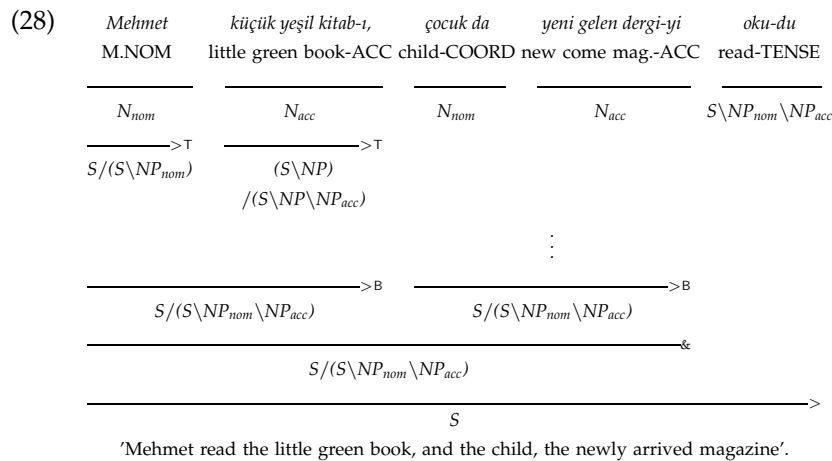 (28) Mehmet küçük yeşil kitab-ı, çocuk da yeni gelen dergi-yi oku-du
M.NOM little green book-ACC child-COORD new come mag.-ACC read-TENSE
N_nom N_acc N_nom N_acc S\NP_nom\NP_acc
>T >T
S/(S\NP_nom) (S\NP)
/(S\NP\NP_acc)
⋮
>B >B
S/(S\NP_nom\NP_acc) S/(S\NP_nom\NP_acc)
&
S/(S\NP_nom\NP_acc)
>
S
'Mehmet read the little green book, and the child, the newly arrived magazine'.